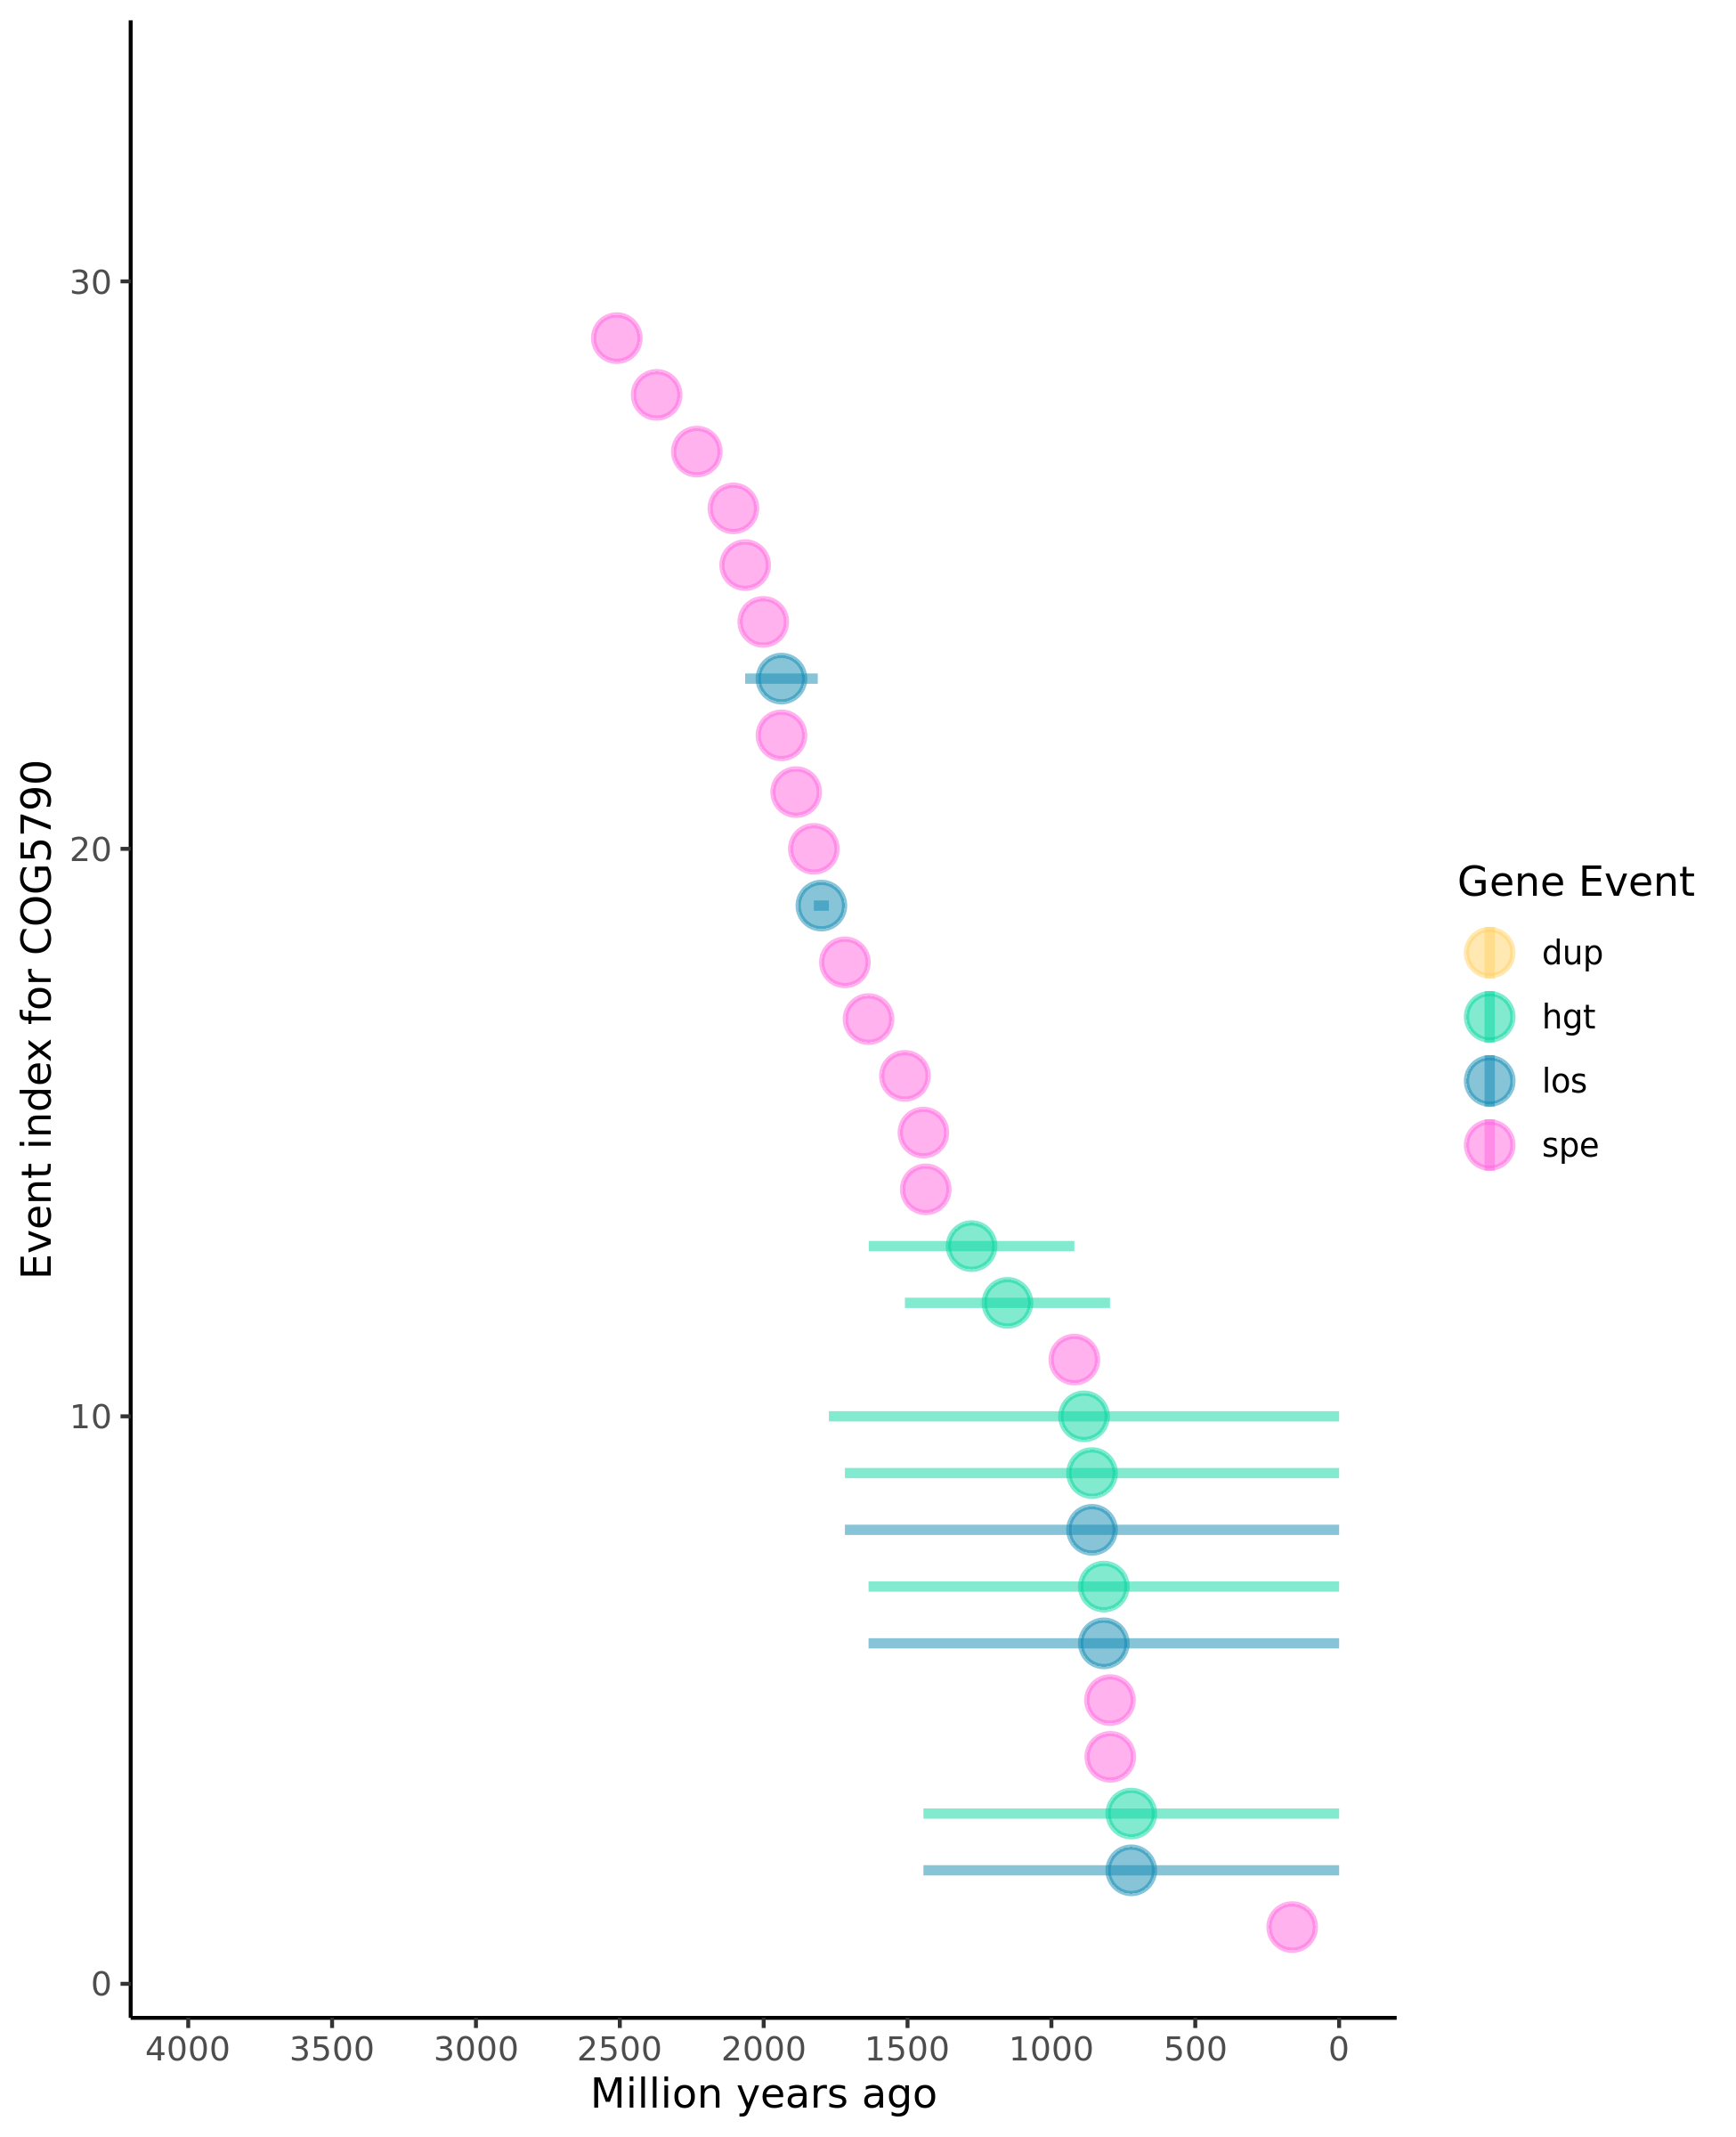 Event index for COG5790
30
20
10
0
4000 3500 3000 2500 2000 1500 1000 500 0
Million years ago
Gene Event
dup
hgt
los
spe